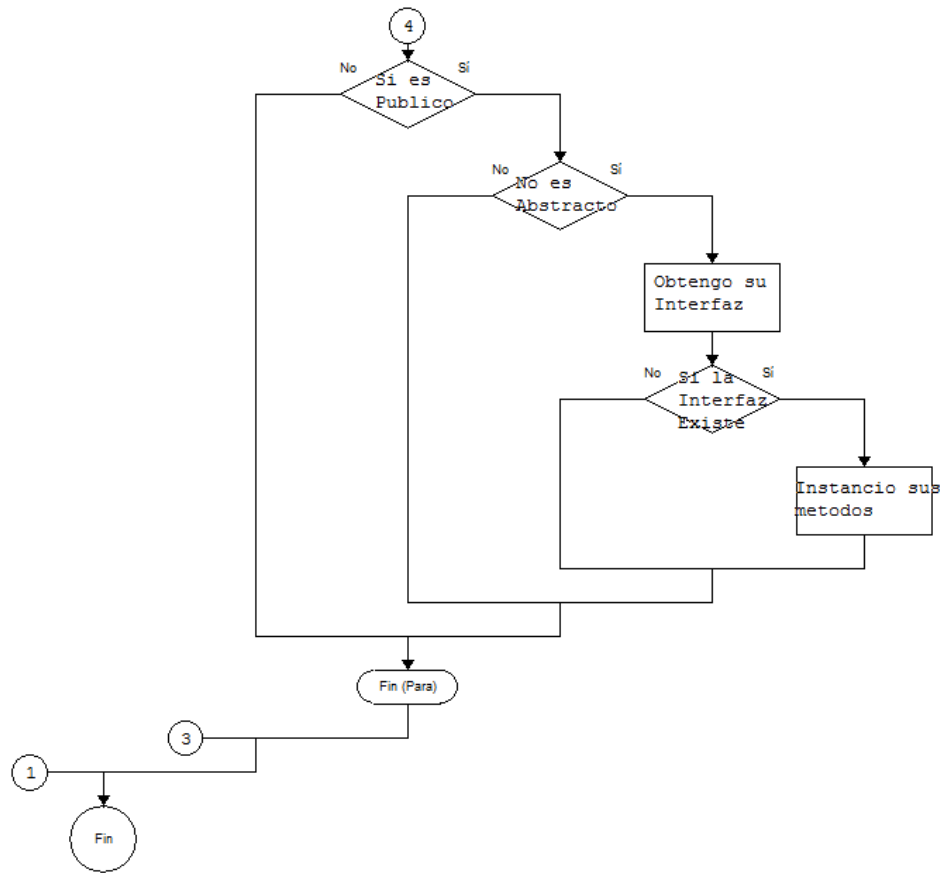 4
No
Sí
Si es
Publico
No
Sí
No es
Abstracto
Obtengo su
Interfaz
No
Sí
Si la
Interfaz
Existe
Instancio sus
metodos
Fin (Para)
3
1
Fin